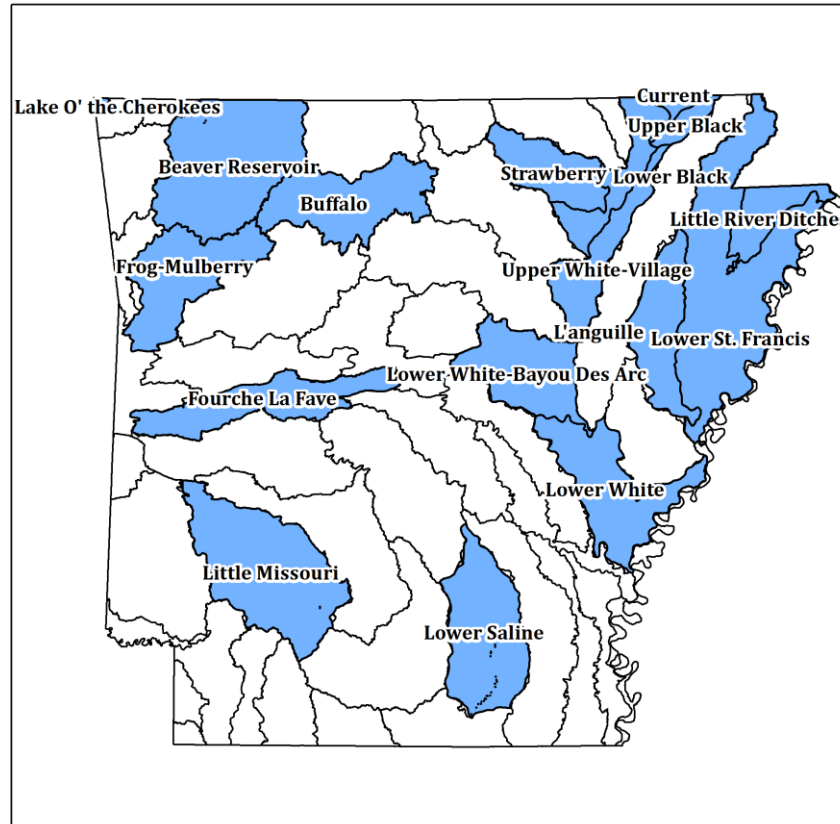 Current
Lake O' the Cherokees
Upper Black
Beaver Reservoir
Strawberry
Lower Black
Buffalo
Little River Ditche
Frog-Mulberry
Upper White-Village
L'anguille
Lower St. Francis
Lower White-Bayou Des Arc
Fourche La Fave
Lower White
Little Missouri
Lower Saline